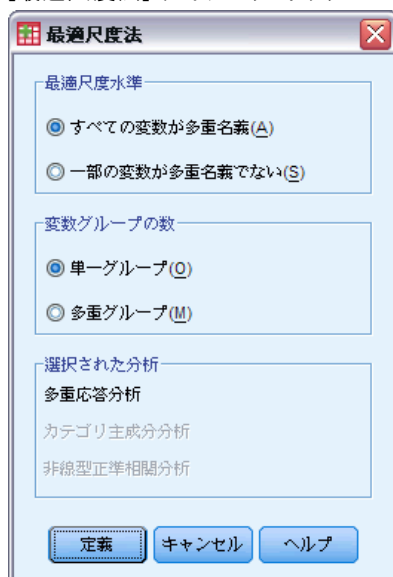 最適尺度法
最適尺度水準
すべての変数が多重名義(A)
一部の変数が多重名義でない(S)
変数グループの数
単一グループ(O)
多重グループ(M)
選択された分析
多重応答分析
カテゴリ主成分分析
非線型正準相関分析
定義 キャンセル ヘルプ